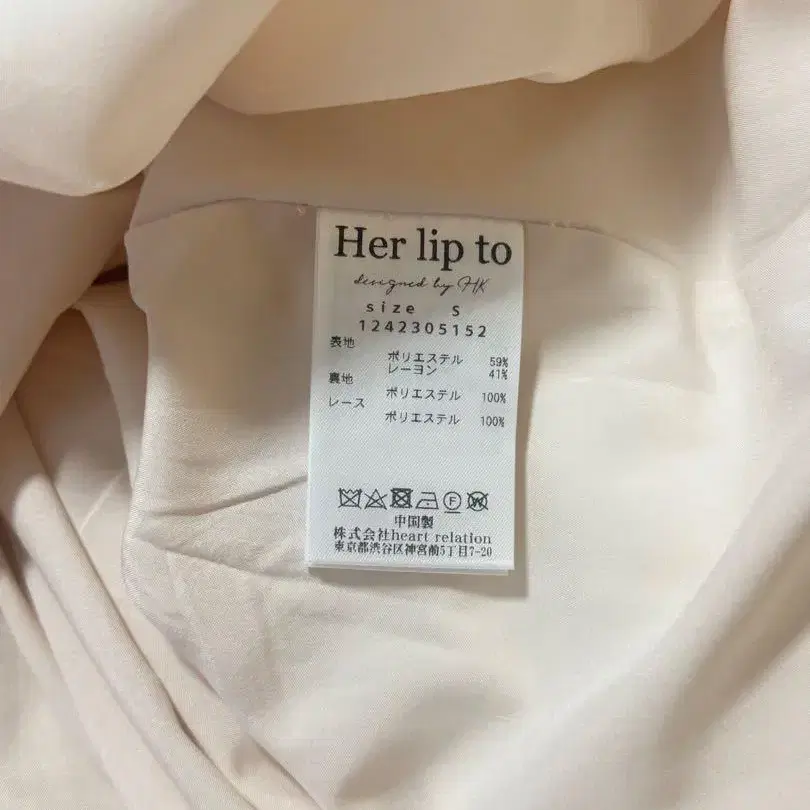 Her lip to
designed by HK
size S
1242305152
表地
ポリエステル 59%
レーヨン 41%
裏地
ポリエステル 100%
レース
ポリエステル 100%
中国製
株式会社heart relation
東京都渋谷区神宮前5丁目7-20